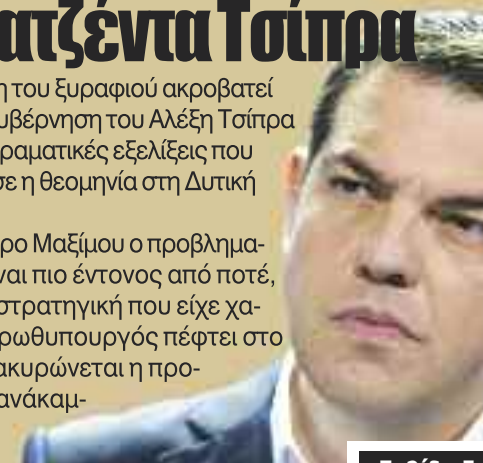 ατζέντα Τσίπρα
η του ξυραφιού ακροβατεί
υβέρνηση του Αλέξη Τσίπρα
ραματικές εξελίξεις που
σε η θεομηνία στη Δυτική
ρο Μαξίμου ο προβλημα-
ναι πιο έντονος από ποτέ,
στρατηγική που είχε χα-
ρωθυπουργός πέφτει στο
ακυρώνεται η προ-
ανάκαμ-